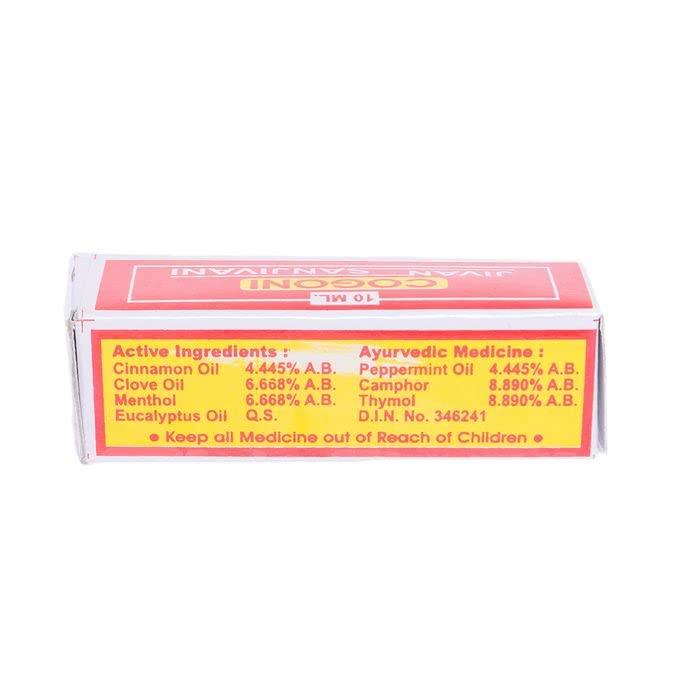 10 ML.
COGONI
JIVAN SANJIVANI
Active Ingredients : Ayurvedic Medicine :
Cinnamon Oil 4.445% A.B. Peppermint Oil 4.445% A.B.
Clove Oil 6.668% A.B. Camphor 8.890% A.B.
Menthol 6.668% A.B. Thymol 8.890% A.B.
Eucalyptus Oil Q.S. D.I.N. No. 346241
• Keep all Medicine out of Reach of Children •